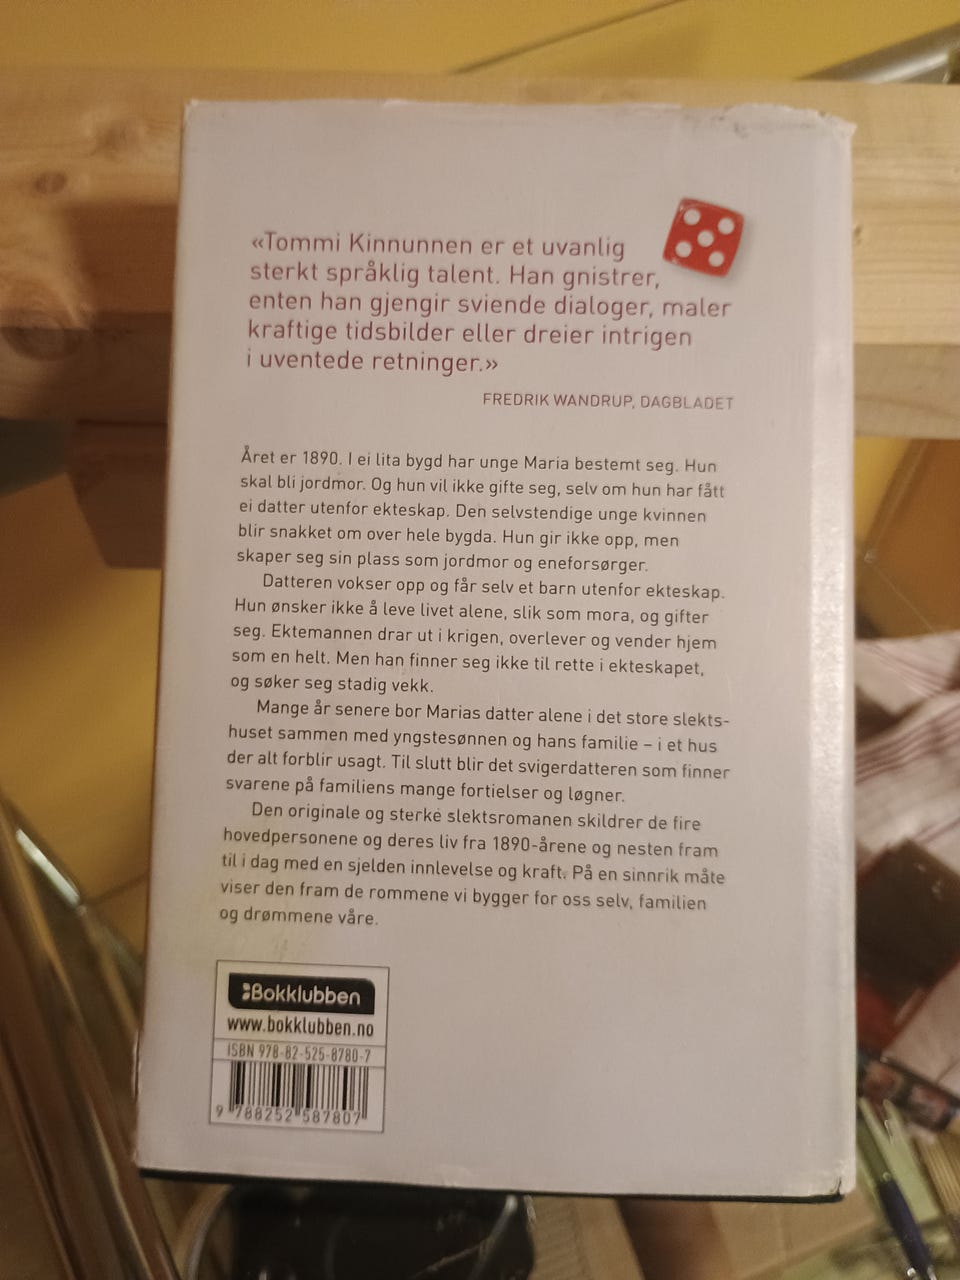 «Tommi Kinnunnen er et uvanlig
sterkt språklig talent. Han gnistrer,
enten han gjengir sviende dialoger, maler
kraftige tidsbilder eller dreier intrigen
i uventede retninger.»
FREDRIK WANDRUP, DAGBLADET
Året er 1890. I ei lita bygd har unge Maria bestemt seg. Hun
skal bli jordmor. Og hun vil ikke gifte seg, selv om hun har fått
ei datter utenfor ekteskap. Den selvstendige unge kvinnen
blir snakket om over hele bygda. Hun gir ikke opp, men
skaper seg sin plass som jordmor og eneforsørger.
Datteren vokser opp og får selv et barn utenfor ekteskap.
Hun ønsker ikke å leve livet alene, slik som mora, og gifter
seg. Ektemannen drar ut i krigen, overlever og vender hjem
som en helt. Men han finner seg ikke til rette i ekteskapet,
og søker seg stadig vekk.
Mange år senere bor Marias datter alene i det store slekts-
huset sammen med yngstesønnen og hans familie – i et hus
der alt forblir usagt. Til slutt blir det svigerdatteren som finner
svarene på familiens mange fortielser og løgner.
Den originale og sterke slektsromanen skildrer de fire
hovedpersonene og deres liv fra 1890-årene og nesten fram
til i dag med en sjelden innlevelse og kraft. På en sinnrik måte
viser den fram de rommene vi bygger for oss selv, familien
og drømmene våre.
Bokklubben
www.bokklubben.no
ISBN 978-82-525-8780-7
9 788252 587807